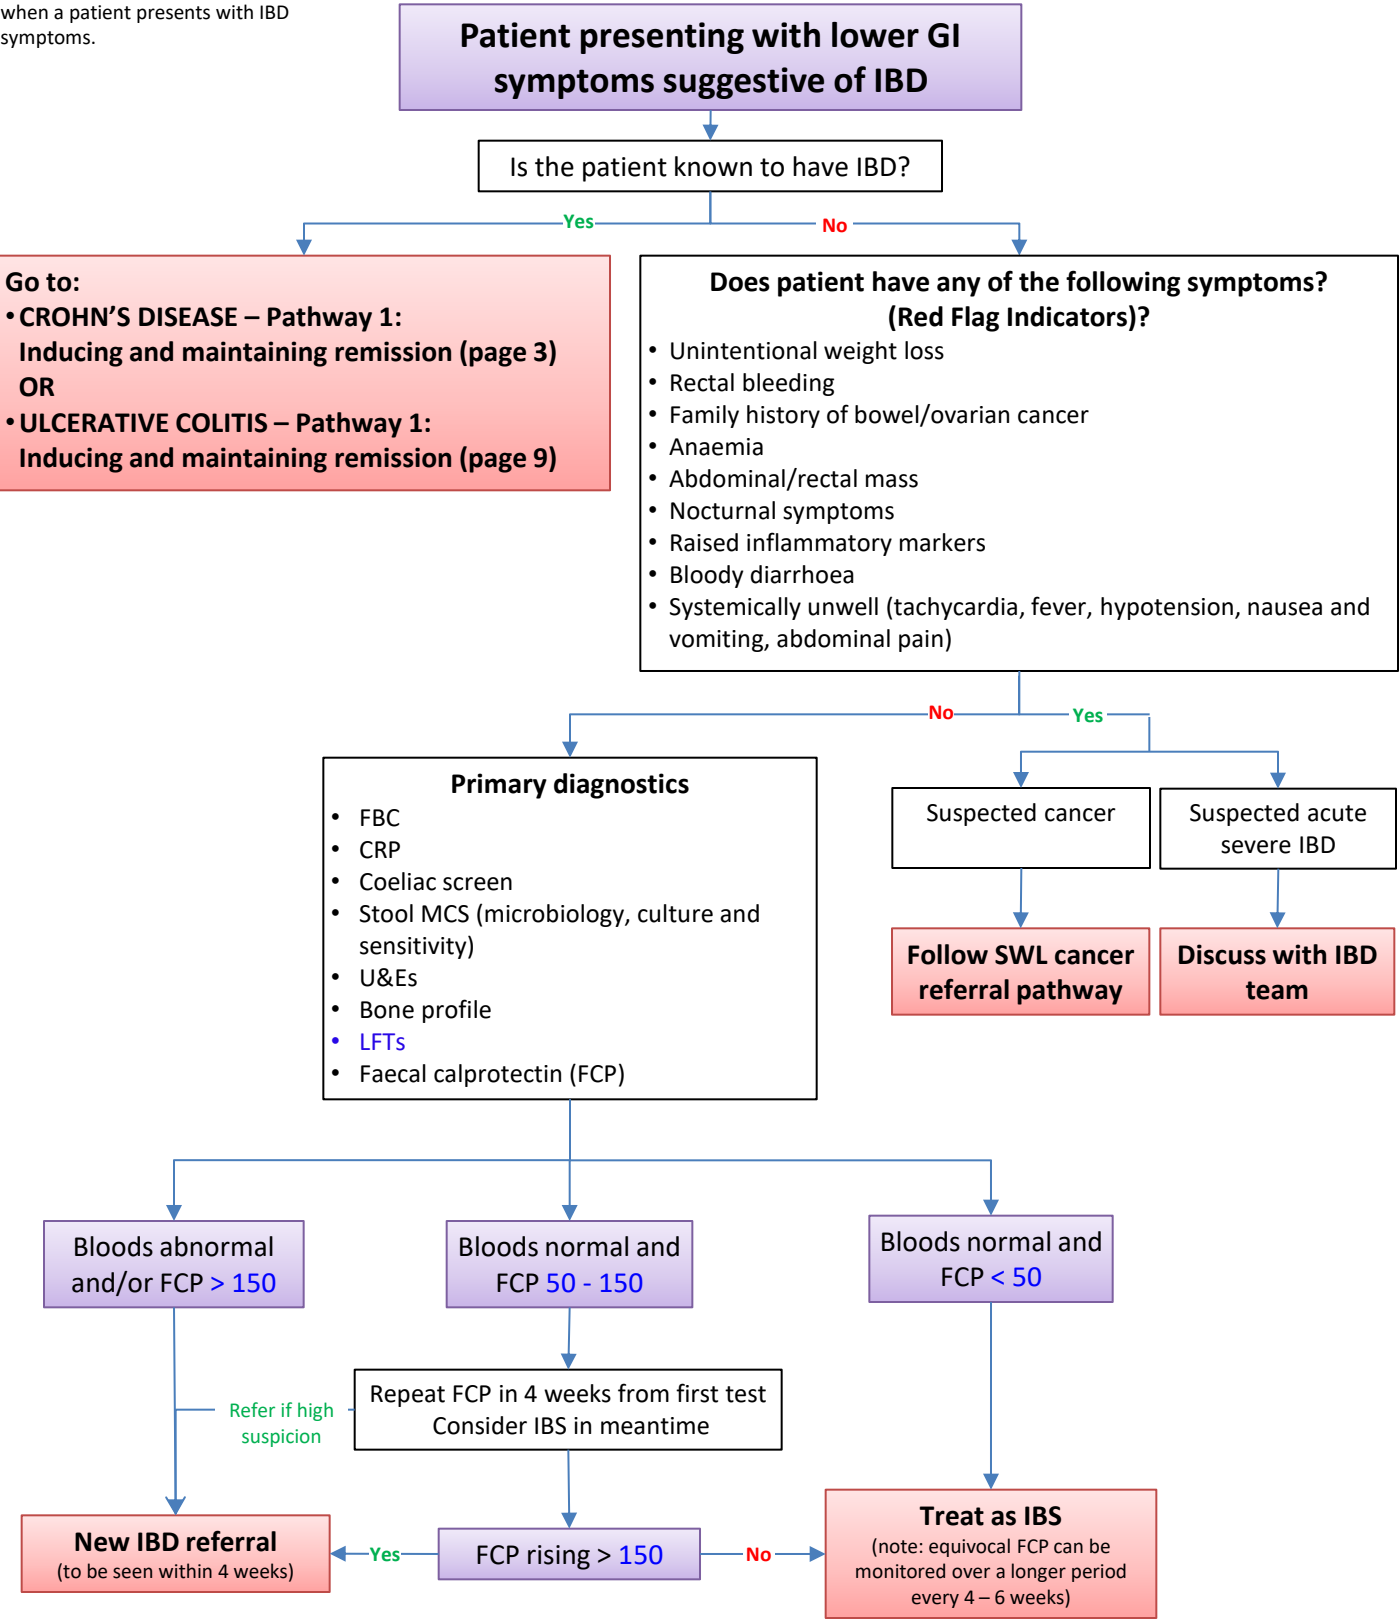 when a patient presents with IBD
symptoms.
Patient presenting with lower GI
symptoms suggestive of IBD
Is the patient known to have IBD?
Yes
No
Go to:
• CROHN’S DISEASE – Pathway 1:
Inducing and maintaining remission (page 3)
OR
• ULCERATIVE COLITIS – Pathway 1:
Inducing and maintaining remission (page 9)
Does patient have any of the following symptoms?
(Red Flag Indicators)?
• Unintentional weight loss
• Rectal bleeding
• Family history of bowel/ovarian cancer
• Anaemia
• Abdominal/rectal mass
• Nocturnal symptoms
• Raised inflammatory markers
• Bloody diarrhoea
• Systemically unwell (tachycardia, fever, hypotension, nausea and
vomiting, abdominal pain)
No
Yes
Primary diagnostics
• FBC
• CRP
• Coeliac screen
• Stool MCS (microbiology, culture and
sensitivity)
• U&Es
• Bone profile
• LFTs
• Faecal calprotectin (FCP)
Suspected cancer
Suspected acute
severe IBD
Follow SWL cancer
referral pathway
Discuss with IBD
team
Bloods abnormal
and/or FCP > 150
Bloods normal and
FCP 50 - 150
Bloods normal and
FCP < 50
Repeat FCP in 4 weeks from first test
Consider IBS in meantime
Refer if high
suspicion
New IBD referral
(to be seen within 4 weeks)
Yes
FCP rising > 150
No
Treat as IBS
(note: equivocal FCP can be
monitored over a longer period
every 4 – 6 weeks)